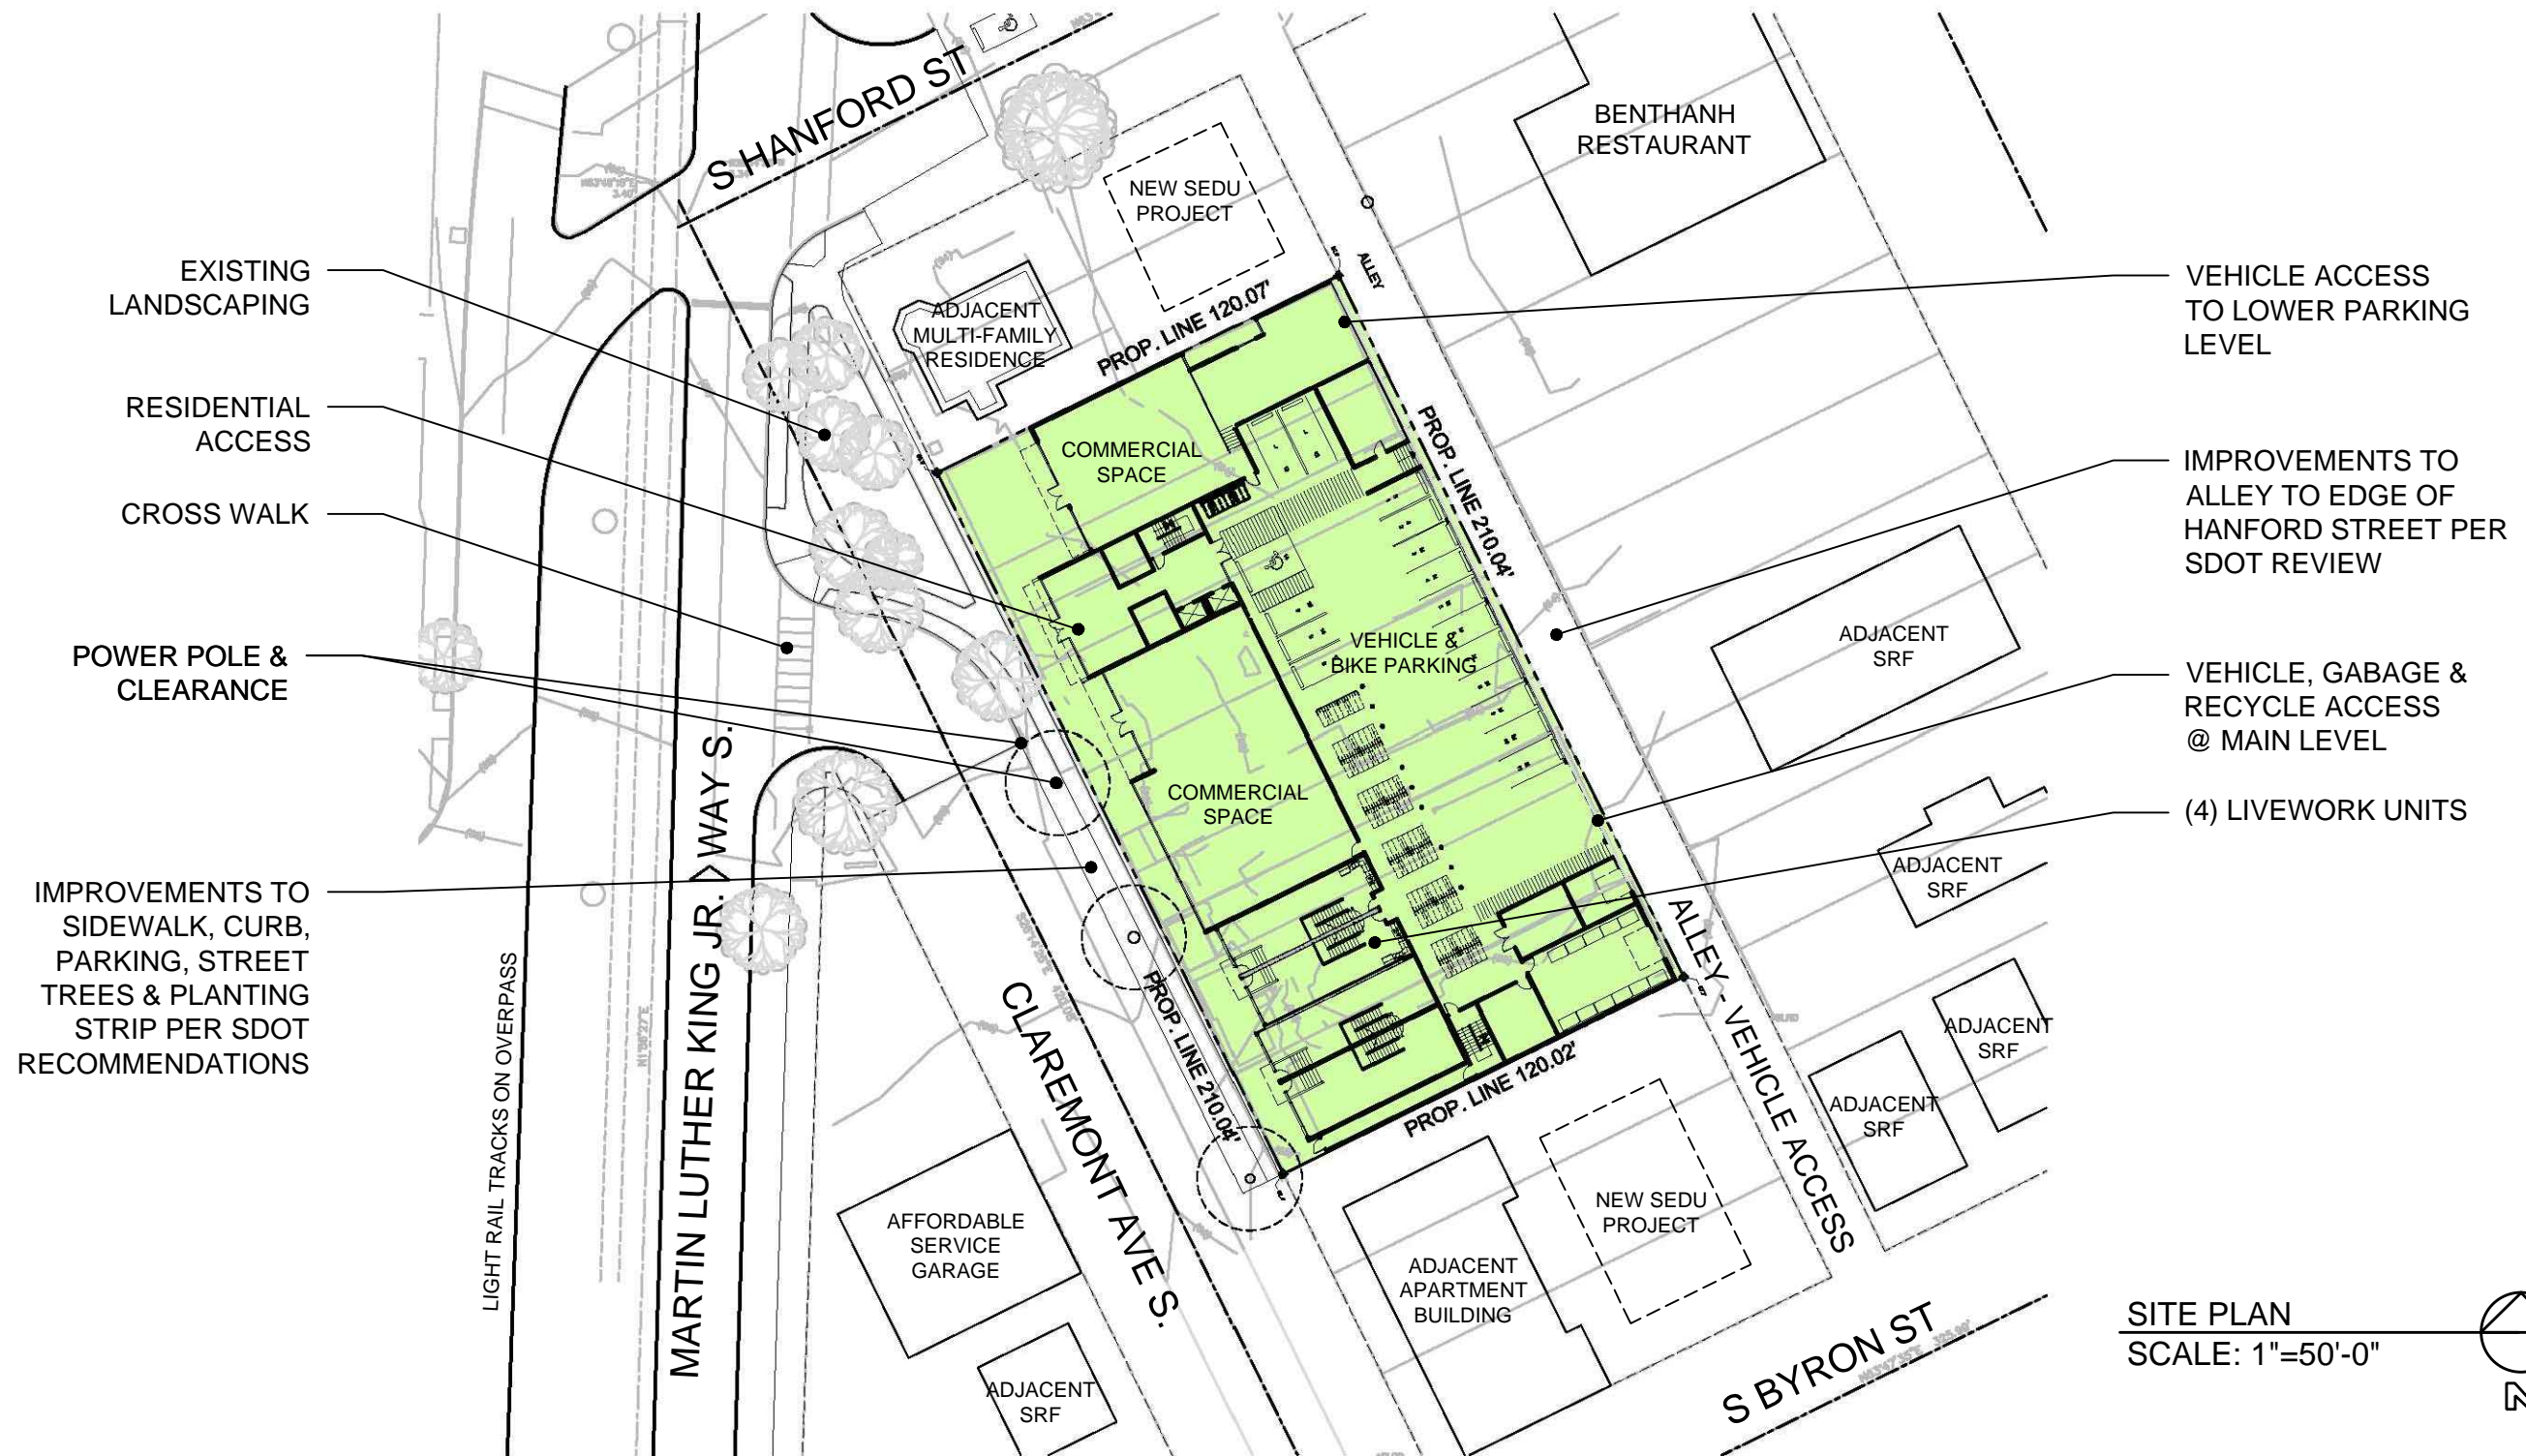 S HANFORD ST
BENTHANH
RESTAURANT
NEW SEDU
PROJECT
ALLEY
EXISTING
LANDSCAPING
RESIDENTIAL
ACCESS
CROSS WALK
POWER POLE &
CLEARANCE
IMPROVEMENTS TO
SIDEWALK, CURB,
PARKING, STREET
TREES & PLANTING
STRIP PER SDOT
RECOMMENDATIONS
ADJACENT
MULTI-FAMILY
RESIDENCE
PROP. LINE 120.07'
COMMERCIAL
SPACE
PROP. LINE 210.04'
VEHICLE &
BIKE PARKING
COMMERCIAL
SPACE
VEHICLE ACCESS
TO LOWER PARKING
LEVEL
IMPROVEMENTS TO
ALLEY TO EDGE OF
HANFORD STREET PER
SDOT REVIEW
VEHICLE, GABAGE &
RECYCLE ACCESS
@ MAIN LEVEL
(4) LIVEWORK UNITS
ADJACENT
SRF
ADJACENT
SRF
ADJACENT
SRF
ADJACENT
SRF
LIGHT RAIL TRACKS ON OVERPASS
N1°56'27"E
MARTIN LUTHER KING JR. WAY S.
CLAREMONT AVE S.
PROP. LINE 210.04'
PROP. LINE 120.02'
ALLEY - VEHICLE ACCESS
AFFORDABLE
SERVICE
GARAGE
ADJACENT
SRF
ADJACENT
APARTMENT
BUILDING
NEW SEDU
PROJECT
S BYRON ST
SITE PLAN
SCALE: 1"=50'-0"
N